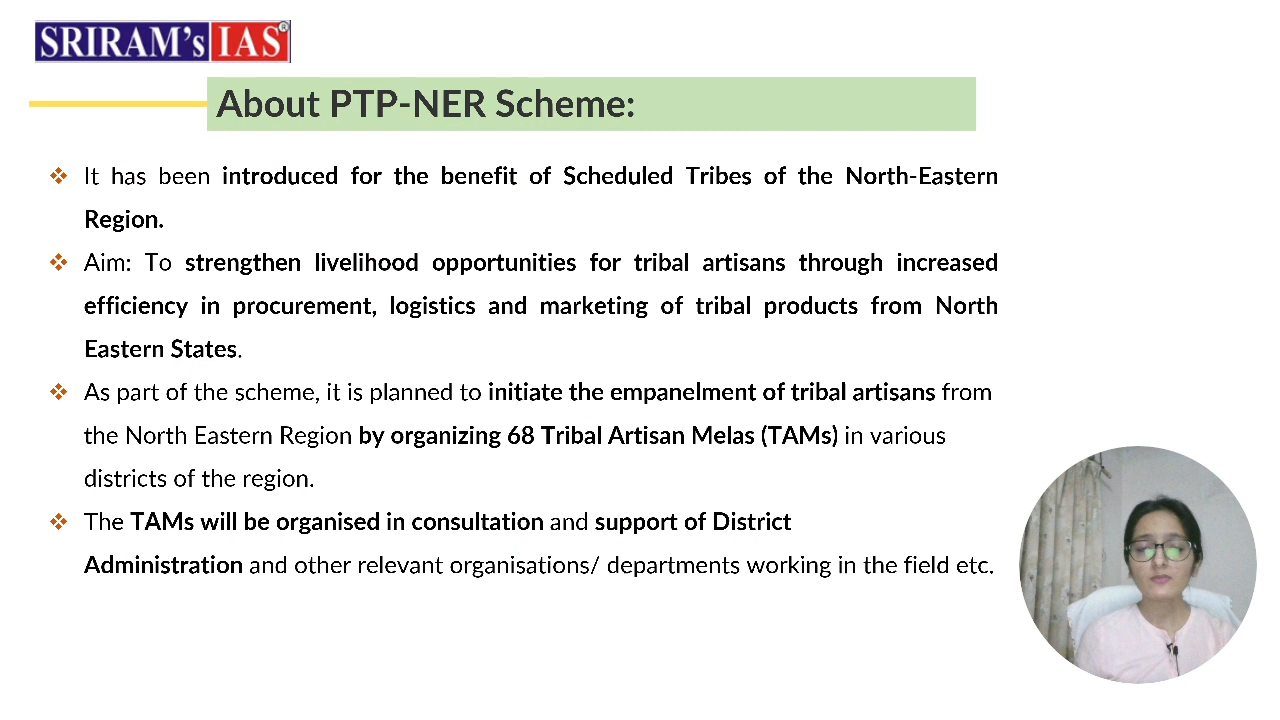 SRIRAM's IAS®
About PTP-NER Scheme:
❖ It has been introduced for the benefit of Scheduled Tribes of the North-Eastern
Region.
❖ Aim: To strengthen livelihood opportunities for tribal artisans through increased
efficiency in procurement, logistics and marketing of tribal products from North
Eastern States.
❖ As part of the scheme, it is planned to initiate the empanelment of tribal artisans from
the North Eastern Region by organizing 68 Tribal Artisan Melas (TAMs) in various
districts of the region.
❖ The TAMs will be organised in consultation and support of District
Administration and other relevant organisations/ departments working in the field etc.